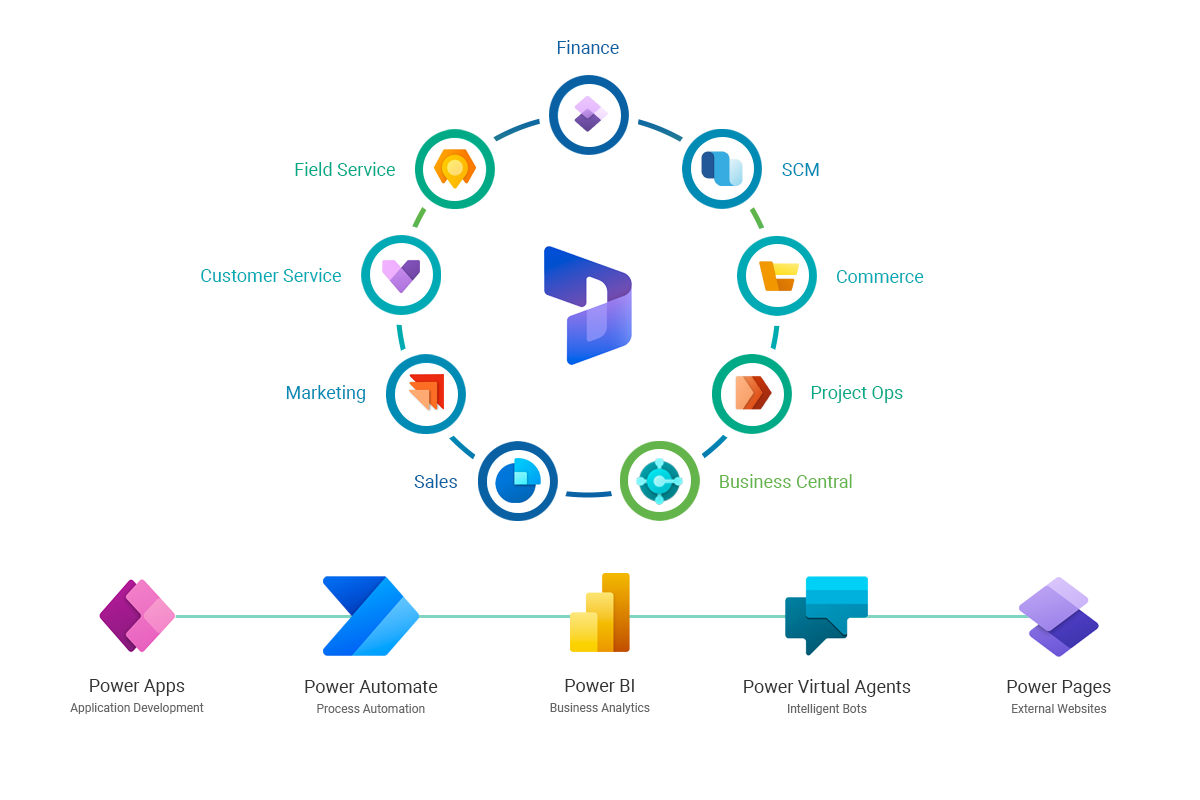 Finance
Field Service
SCM
Customer Service
Commerce
Marketing
Project Ops
Sales
Business Central
Power Apps
Application Development
Power Automate
Process Automation
Power BI
Business Analytics
Power Virtual Agents
Intelligent Bots
Power Pages
External Websites